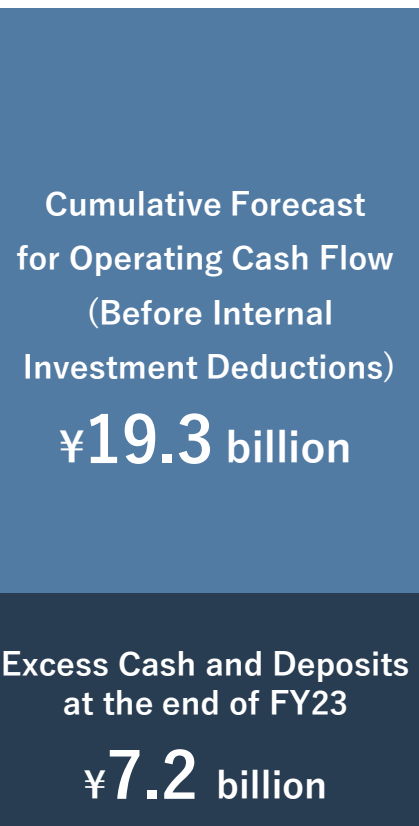 Cumulative Forecast
for Operating Cash Flow
(Before Internal
Investment Deductions)
¥19.3 billion
Excess Cash and Deposits
at the end of FY23
¥7.2 billion